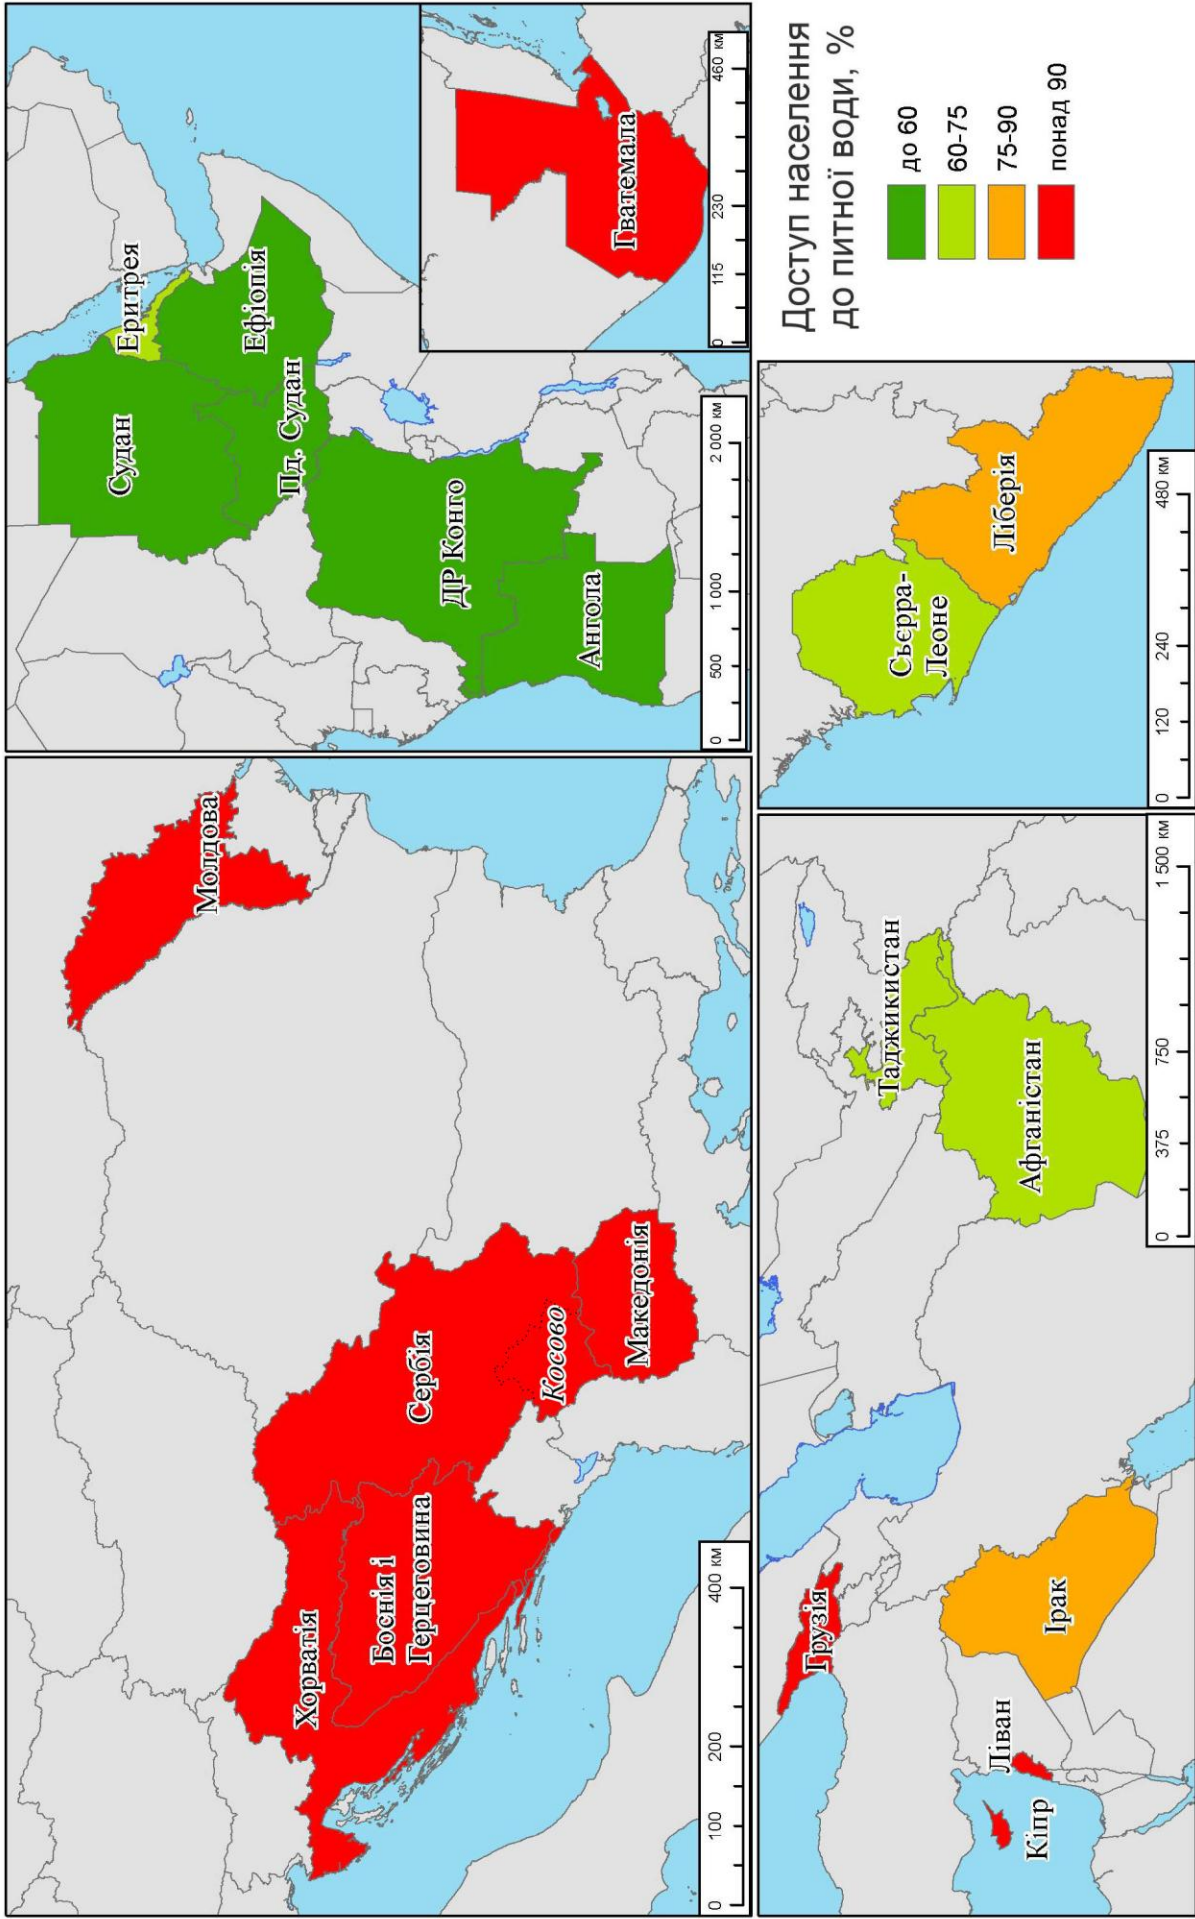 Молдова
Сербія
Хорватія
Боснія і
Герцеговина
Косово
Македонія
0 100 200 400 км
Судан
Еритрея
Ефіопія
Пд. Судан
ДР Конго
Ангола
0 500 1 000 2 000 км
Гватемала
0 115 230 460 км
Грузія
Ліван
Кіпр
Ірак
Таджикистан
Афганістан
0 375 750 1 500 км
Сьєрра-
Леоне
Ліберія
0 120 240 480 км
Доступ населення
до питної води, %
до 60
60-75
75-90
понад 90